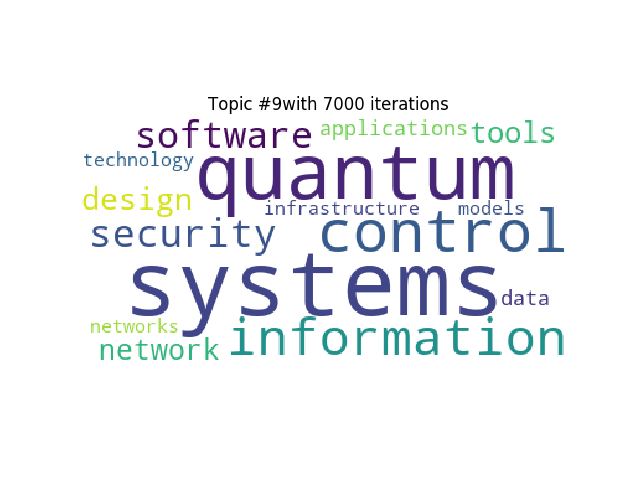 Topic #9with 7000 iterations
software applications tools
technology quantum
design infrastructure models
security control
systems data
networks information
network